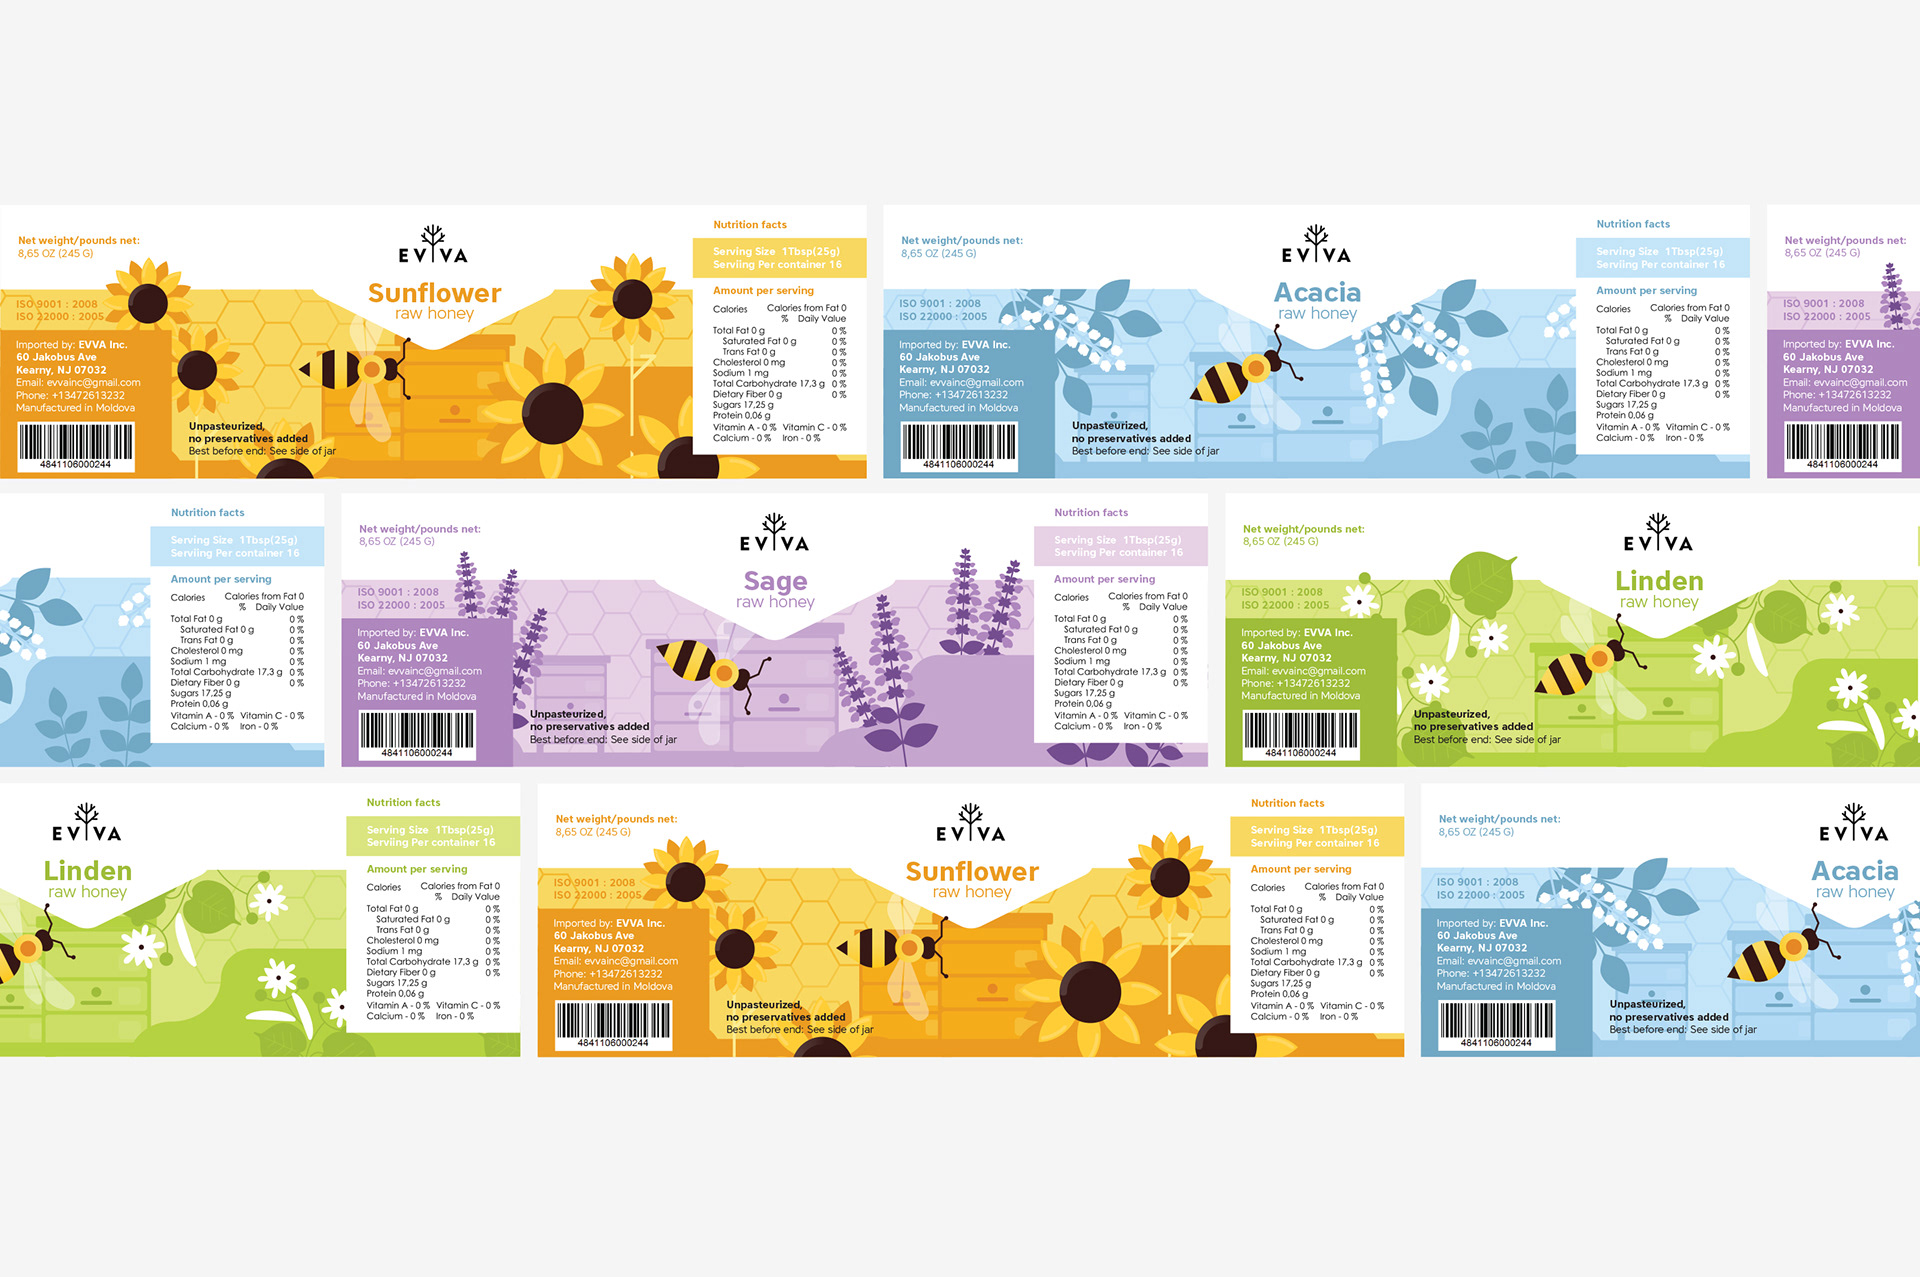 Net weight/pounds net:
8,65 OZ (245 G)
ISO 9001 : 2008
ISO 22000 : 2005
Imported by: EVVA Inc.
60 Jakobus Ave
Kearny, NJ 07032
Email: evvainc@gmail.com
Phone: +13472613232
Manufactured in Moldova
4841106000244
EVVA
Sunflower
raw honey
Unpasteurized,
no preservatives added
Best before end: See side of jar
Nutrition facts
Serving Size 1Tbsp(25g)
Serviing Per container 16
Amount per serving
Calories Calories from Fat 0
% Daily Value
Total Fat 0 g 0 %
Saturated Fat 0 g 0 %
Trans Fat 0 g 0 %
Cholesterol 0 mg 0 %
Sodium 1 mg 0 %
Total Carbohydrate 17,3 g 0 %
Dietary Fiber 0 g 0 %
Sugars 17,25 g
Protein 0,06 g
Vitamin A - 0 % Vitamin C - 0 %
Calcium - 0 % Iron - 0 %
Net weight/pounds net:
8,65 OZ (245 G)
ISO 9001 : 2008
ISO 22000 : 2005
Imported by: EVVA Inc.
60 Jakobus Ave
Kearny, NJ 07032
Email: evvainc@gmail.com
Phone: +13472613232
Manufactured in Moldova
4841106000244
EVVA
Acacia
raw honey
Unpasteurized,
no preservatives added
Best before end: See side of jar
Nutrition facts
Serving Size 1Tbsp(25g)
Serviing Per container 16
Amount per serving
Calories Calories from Fat 0
% Daily Value
Total Fat 0 g 0 %
Saturated Fat 0 g 0 %
Trans Fat 0 g 0 %
Cholesterol 0 mg 0 %
Sodium 1 mg 0 %
Total Carbohydrate 17,3 g 0 %
Dietary Fiber 0 g 0 %
Sugars 17,25 g
Protein 0,06 g
Vitamin A - 0 % Vitamin C - 0 %
Calcium - 0 % Iron - 0 %
Net weight/pounds net:
8,65 OZ (245 G)
ISO 9001 : 2008
ISO 22000 : 2005
Imported by: EVVA Inc.
60 Jakobus Ave
Kearny, NJ 07032
Email: evvainc@gmail.com
Phone: +13472613232
Manufactured in Moldova
4841106000244
Nutrition facts
Serving Size 1Tbsp(25g)
Serviing Per container 16
Amount per serving
Calories Calories from Fat 0
% Daily Value
Total Fat 0 g 0 %
Saturated Fat 0 g 0 %
Trans Fat 0 g 0 %
Cholesterol 0 mg 0 %
Sodium 1 mg 0 %
Total Carbohydrate 17,3 g 0 %
Dietary Fiber 0 g 0 %
Sugars 17,25 g
Protein 0,06 g
Vitamin A - 0 % Vitamin C - 0 %
Calcium - 0 % Iron - 0 %
Net weight/pounds net:
8,65 OZ (245 G)
ISO 9001 : 2008
ISO 22000 : 2005
Imported by: EVVA Inc.
60 Jakobus Ave
Kearny, NJ 07032
Email: evvainc@gmail.com
Phone: +13472613232
Manufactured in Moldova
4841106000244
EVVA
Sage
raw honey
Unpasteurized,
no preservatives added
Best before end: See side of jar
Nutrition facts
Serving Size 1Tbsp(25g)
Serviing Per container 16
Amount per serving
Calories Calories from Fat 0
% Daily Value
Total Fat 0 g 0 %
Saturated Fat 0 g 0 %
Trans Fat 0 g 0 %
Cholesterol 0 mg 0 %
Sodium 1 mg 0 %
Total Carbohydrate 17,3 g 0 %
Dietary Fiber 0 g 0 %
Sugars 17,25 g
Protein 0,06 g
Vitamin A - 0 % Vitamin C - 0 %
Calcium - 0 % Iron - 0 %
Net weight/pounds net:
8,65 OZ (245 G)
ISO 9001 : 2008
ISO 22000 : 2005
Imported by: EVVA Inc.
60 Jakobus Ave
Kearny, NJ 07032
Email: evvainc@gmail.com
Phone: +13472613232
Manufactured in Moldova
4841106000244
EVVA
Linden
raw honey
Unpasteurized,
no preservatives added
Best before end: See side of jar
EVVA
Linden
raw honey
Nutrition facts
Serving Size 1Tbsp(25g)
Serviing Per container 16
Amount per serving
Calories Calories from Fat 0
% Daily Value
Total Fat 0 g 0 %
Saturated Fat 0 g 0 %
Trans Fat 0 g 0 %
Cholesterol 0 mg 0 %
Sodium 1 mg 0 %
Total Carbohydrate 17,3 g 0 %
Dietary Fiber 0 g 0 %
Sugars 17,25 g
Protein 0,06 g
Vitamin A - 0 % Vitamin C - 0 %
Calcium - 0 % Iron - 0 %
Net weight/pounds net:
8,65 OZ (245 G)
ISO 9001 : 2008
ISO 22000 : 2005
Imported by: EVVA Inc.
60 Jakobus Ave
Kearny, NJ 07032
Email: evvainc@gmail.com
Phone: +13472613232
Manufactured in Moldova
4841106000244
EVVA
Sunflower
raw honey
Unpasteurized,
no preservatives added
Best before end: See side of jar
Nutrition facts
Serving Size 1Tbsp(25g)
Serviing Per container 16
Amount per serving
Calories Calories from Fat 0
% Daily Value
Total Fat 0 g 0 %
Saturated Fat 0 g 0 %
Trans Fat 0 g 0 %
Cholesterol 0 mg 0 %
Sodium 1 mg 0 %
Total Carbohydrate 17,3 g 0 %
Dietary Fiber 0 g 0 %
Sugars 17,25 g
Protein 0,06 g
Vitamin A - 0 % Vitamin C - 0 %
Calcium - 0 % Iron - 0 %
Net weight/pounds net:
8,65 OZ (245 G)
ISO 9001 : 2008
ISO 22000 : 2005
Imported by: EVVA Inc.
60 Jakobus Ave
Kearny, NJ 07032
Email: evvainc@gmail.com
Phone: +13472613232
Manufactured in Moldova
4841106000244
EVVA
Acacia
raw honey
Unpasteurized,
no preservatives added
Best before end: See side of jar